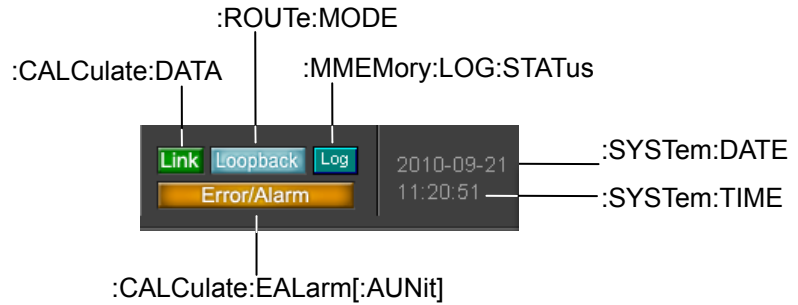 :ROUTe:MODE
:CALCulate:DATA
:MMEMory:LOG:STATus
Link
Loopback
Log
2010-09-21
:SYSTem:DATE
Error/Alarm
11:20:51
:SYSTem:TIME
:CALCulate:EALarm[:AUNit]